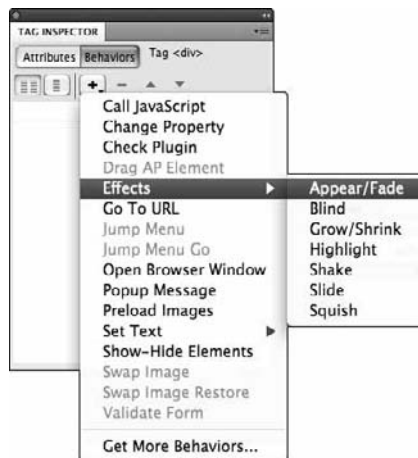 TAG INSPECTOR
Attributes Behaviors Tag <div>
Call JavaScript
Change Property
Check Plugin
Drag AP Element
Effects
Go To URL
Jump Menu
Jump Menu Go
Open Browser Window
Popup Message
Preload Images
Set Text
Show-Hide Elements
Swap Image
Swap Image Restore
Validate Form
Get More Behaviors...
Appear/Fade
Blind
Grow/Shrink
Highlight
Shake
Slide
Squish